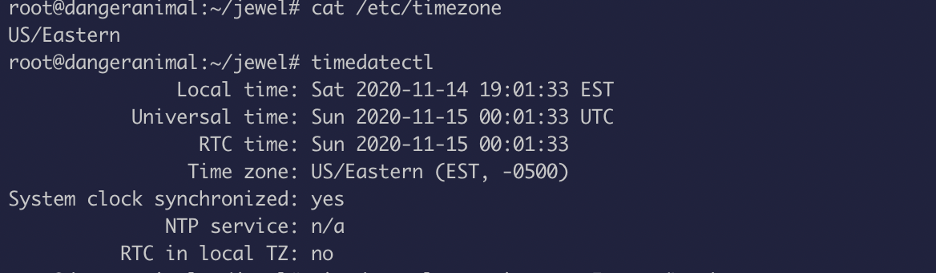 root@dangeranimal:~/jewel# cat /etc/timezone
US/Eastern
root@dangeranimal:~/jewel# timedatectl
Local time: Sat 2020-11-14 19:01:33 EST
Universal time: Sun 2020-11-15 00:01:33 UTC
RTC time: Sun 2020-11-15 00:01:33
Time zone: US/Eastern (EST, -0500)
System clock synchronized: yes
NTP service: n/a
RTC in local TZ: no